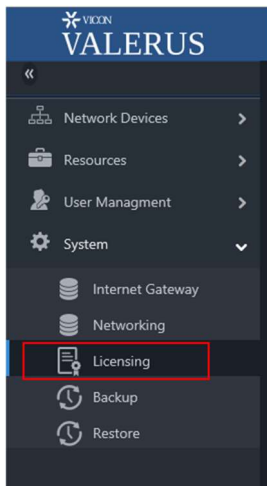 VICON
VALERUS
«
Network Devices
Resources
User Managment
System
Internet Gateway
Networking
Licensing
Backup
Restore